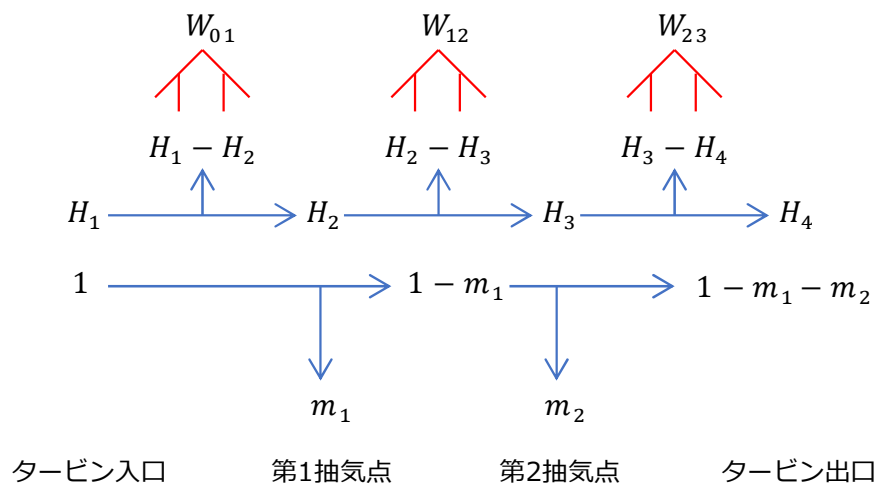 W₀₁ W₁₂ W₂₃
H₁ − H₂ H₂ − H₃ H₃ − H₄
H₁ H₂ H₃ H₄
1 1 − m₁ 1 − m₁ − m₂
m₁ m₂
タービン入口 第1抽気点 第2抽気点 タービン出口